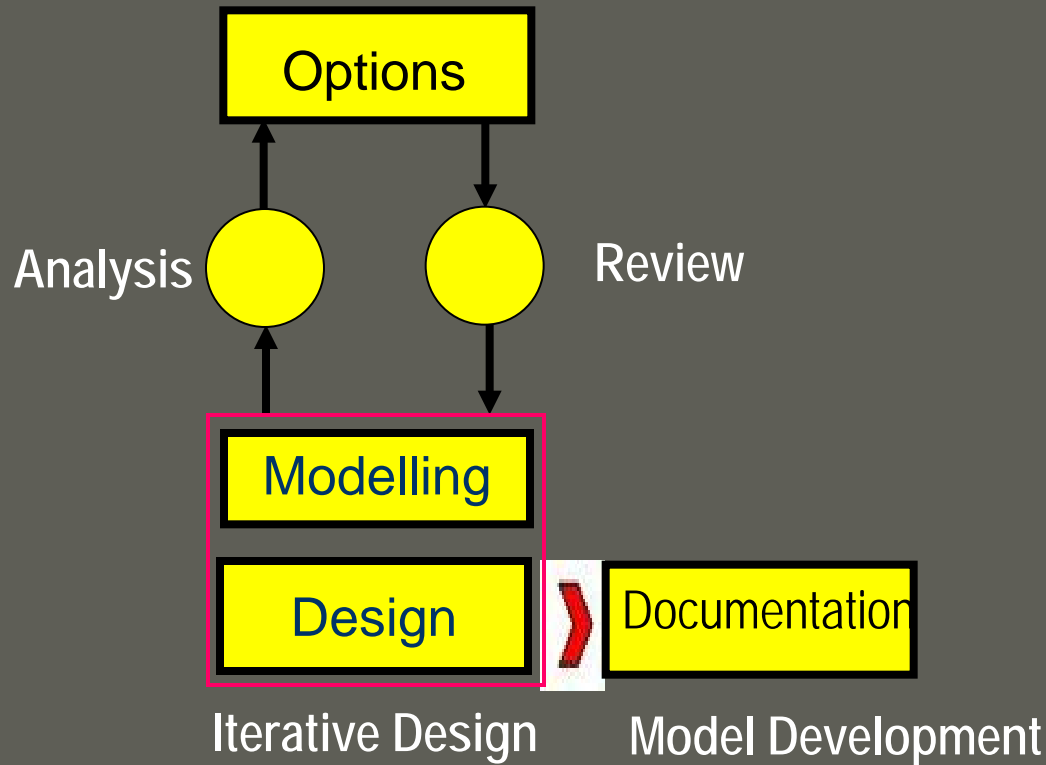 Options
Analysis
Review
Modelling
Design
Documentation
Iterative Design
Model Development